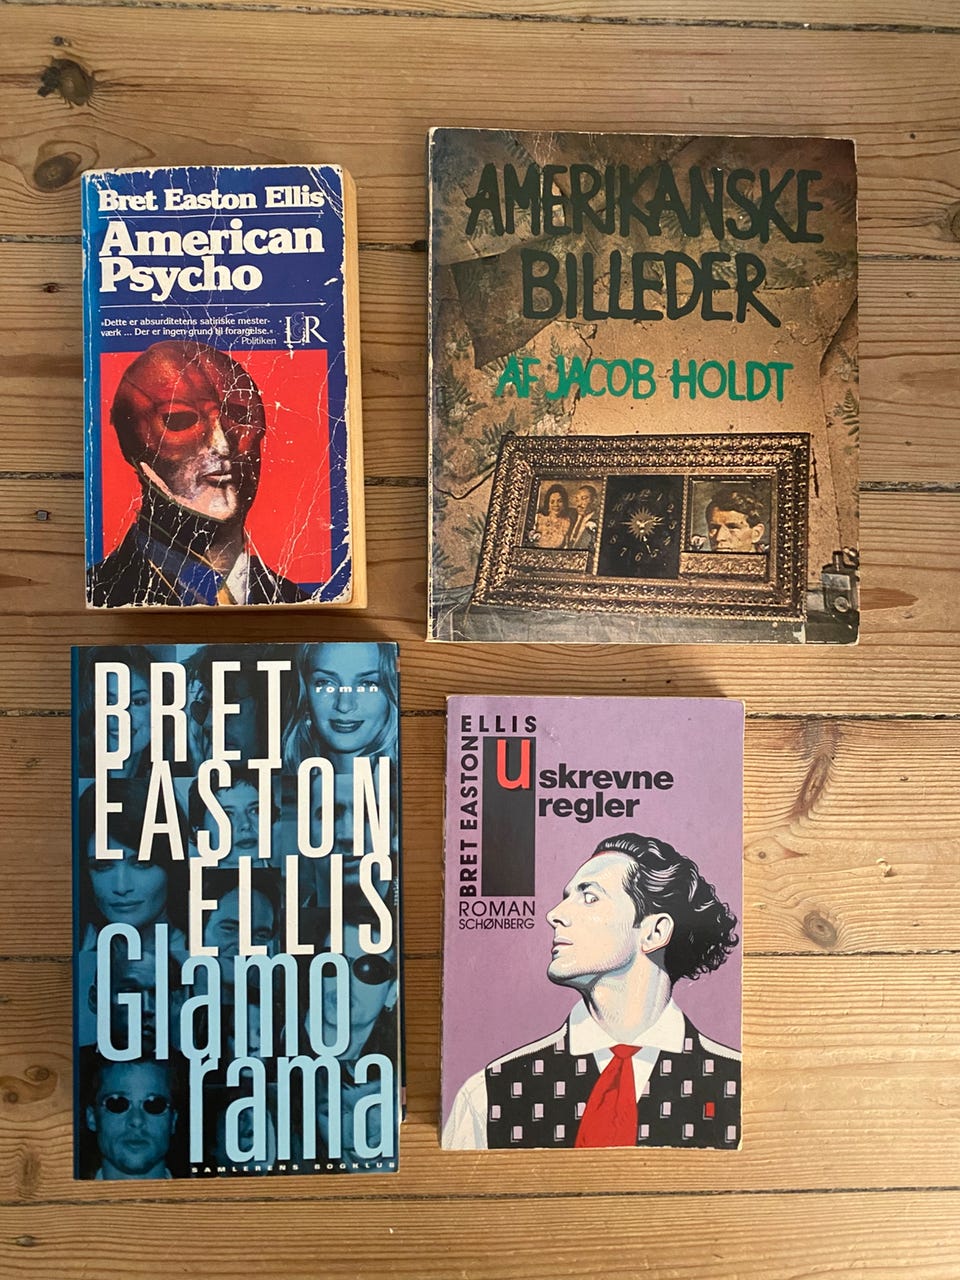 Bret Easton Ellis
American
Psycho
»Dette er absurditetens satiriske mester-
værk ... Der er ingen grund til forargelse.«
- Politiken
L&R
AMERIKANSKE
BILLEDER
AF JACOB HOLDT
BRET
roman
EASTON
ELLIS
Glamo
rama
SAMLERENS BOGKLUB
BRET EASTON
ELLIS
Uskrevne
regler
ROMAN
SCHØNBERG